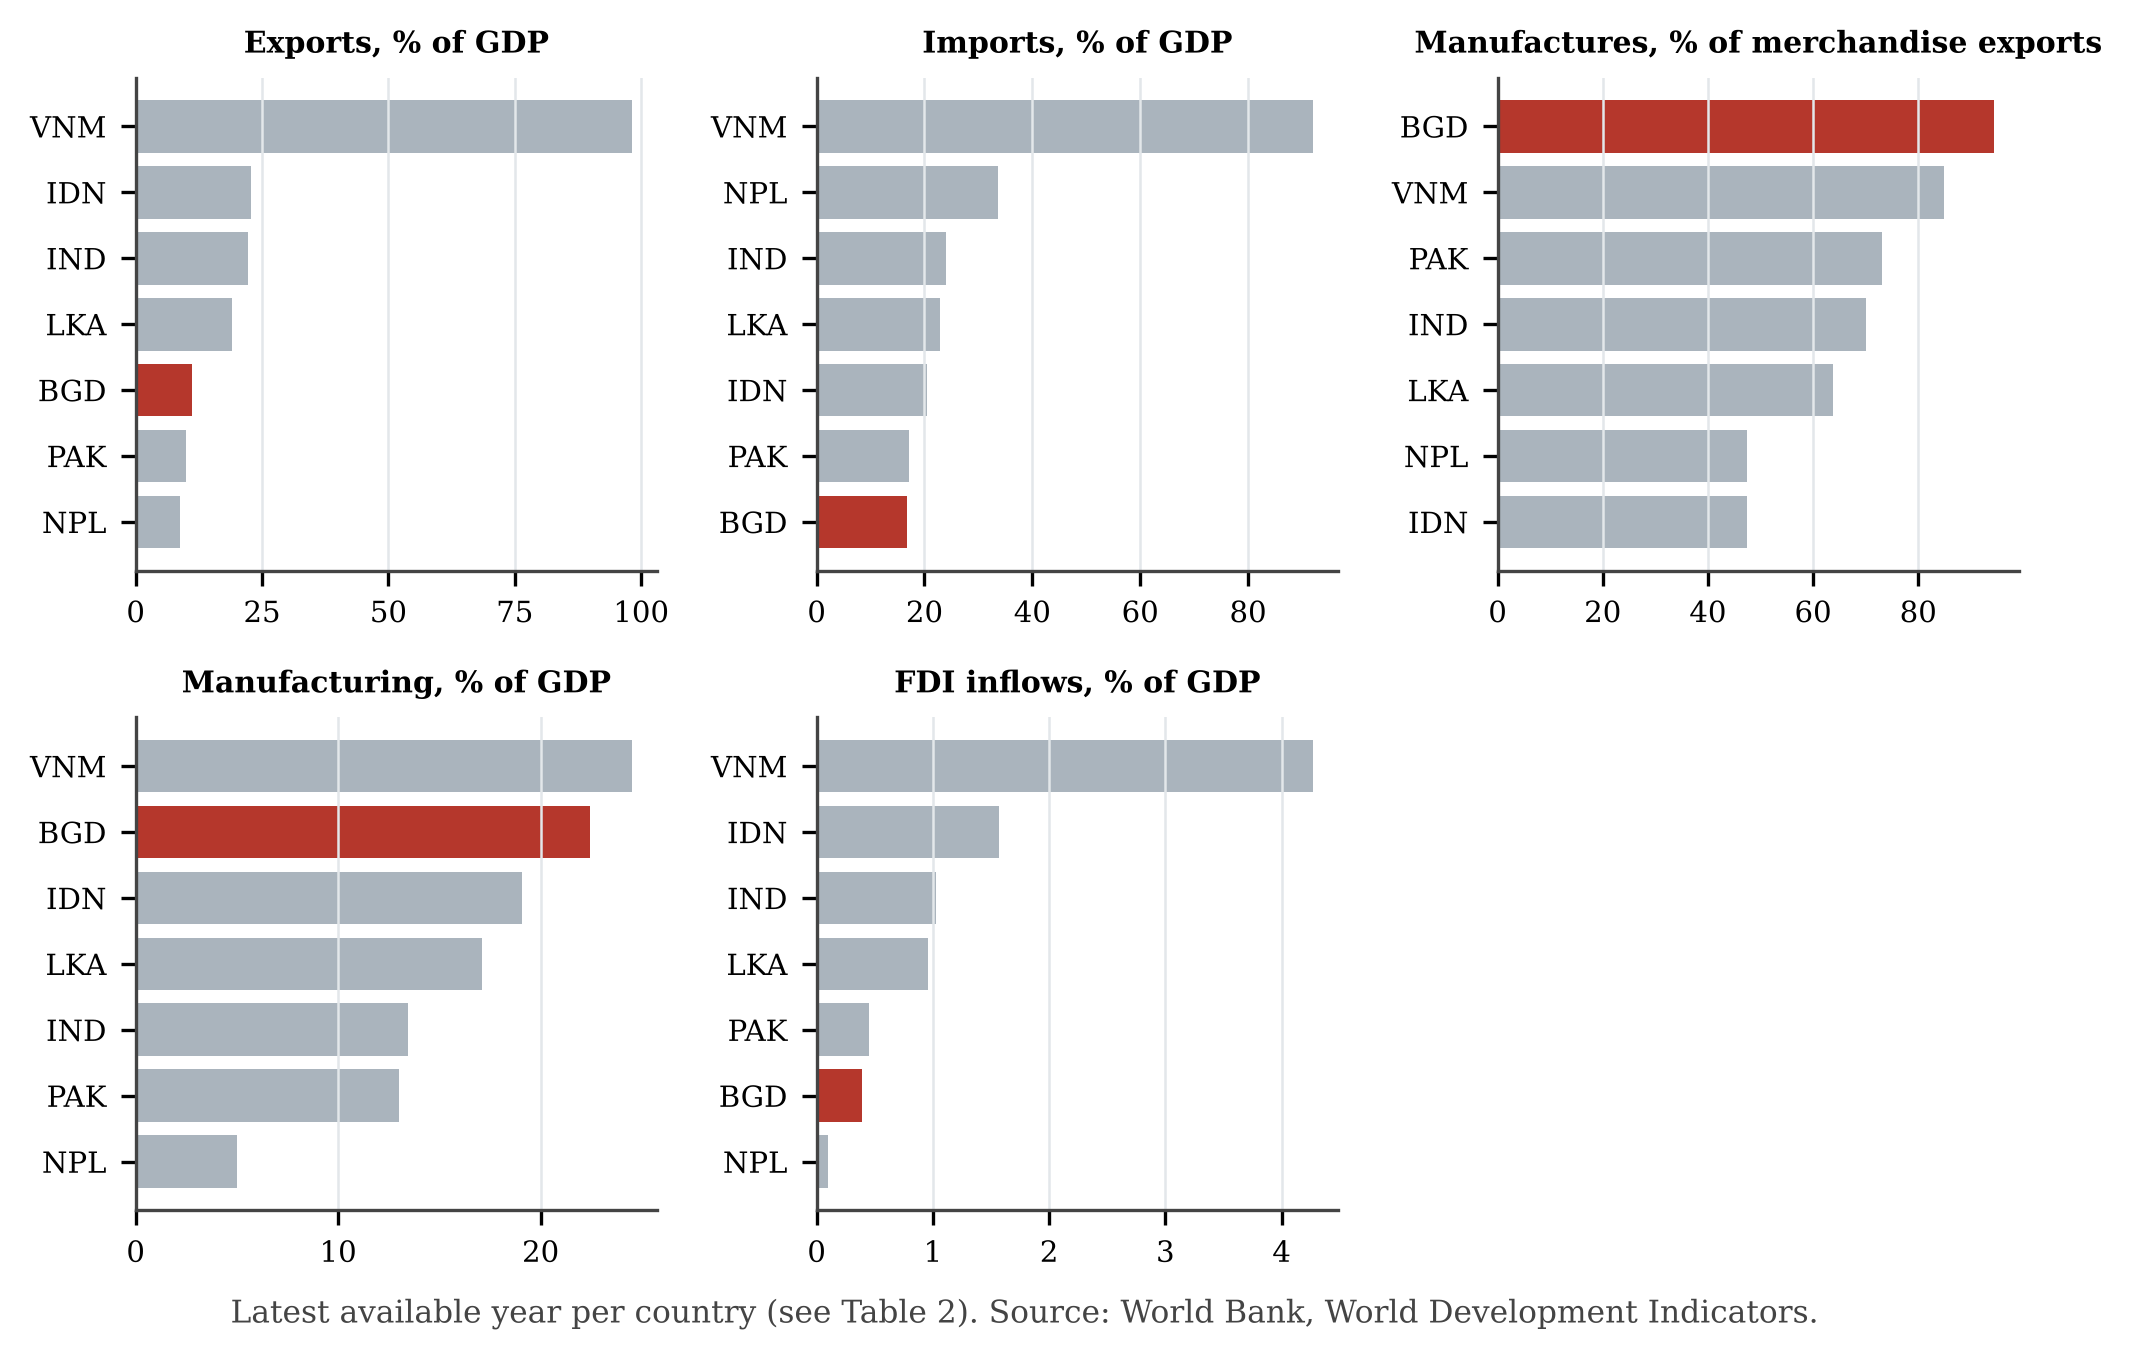 Exports, % of GDP
VNM
IDN
IND
LKA
BGD
PAK
NPL
0 25 50 75 100
Imports, % of GDP
VNM
NPL
IND
LKA
IDN
PAK
BGD
0 20 40 60 80
Manufactures, % of merchandise exports
BGD
VNM
PAK
IND
LKA
NPL
IDN
0 20 40 60 80
Manufacturing, % of GDP
VNM
BGD
IDN
LKA
IND
PAK
NPL
0 10 20
FDI inflows, % of GDP
VNM
IDN
IND
LKA
PAK
BGD
NPL
0 1 2 3 4
Latest available year per country (see Table 2). Source: World Bank, World Development Indicators.